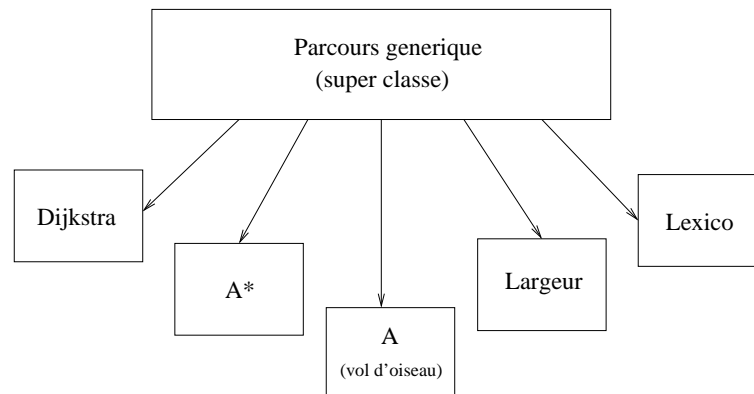 Parcours generique
(super classe)
Dijkstra
A*
A
(vol d'oiseau)
Largeur
Lexico